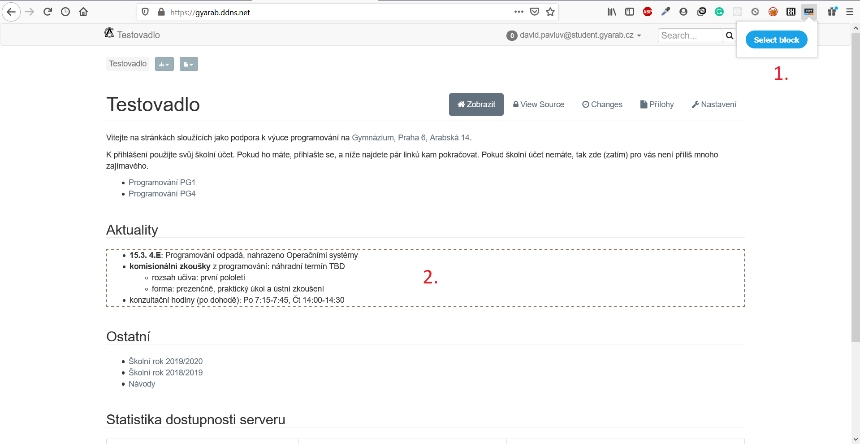 https://gyarab.ddns.net
Select block
Testovadlo
0 david.pavluv@student.gyarab.cz
Search...
1.
Testovadlo
Testovadlo
Zobrazit
View Source
Changes
Přílohy
Nastavení
Vítejte na stránkách sloužících jako podpora k výuce programování na Gymnázium, Praha 6, Arabská 14.
K přihlášení použijte svůj školní účet. Pokud ho máte, přihlašte se, a níže najdete pár linků kam pokračovat. Pokud školní účet nemáte, tak zde (zatím) pro vás není příliš mnoho
zajímavého.
Programování PG1
Programování PG4
Aktuality
15.3. 4.E: Programování odpadá, nahrazeno Operačními systémy
komisionální zkoušky z programování: náhradní termín TBD
rozsah učiva: první pololetí
forma: prezenčně, praktický úkol a ústní zkoušení
konzultační hodiny (po dohodě): Po 7:15-7:45, Čt 14:00-14:30
2.
Ostatní
Školní rok 2019/2020
Školní rok 2018/2019
Návody
Statistika dostupnosti serveru